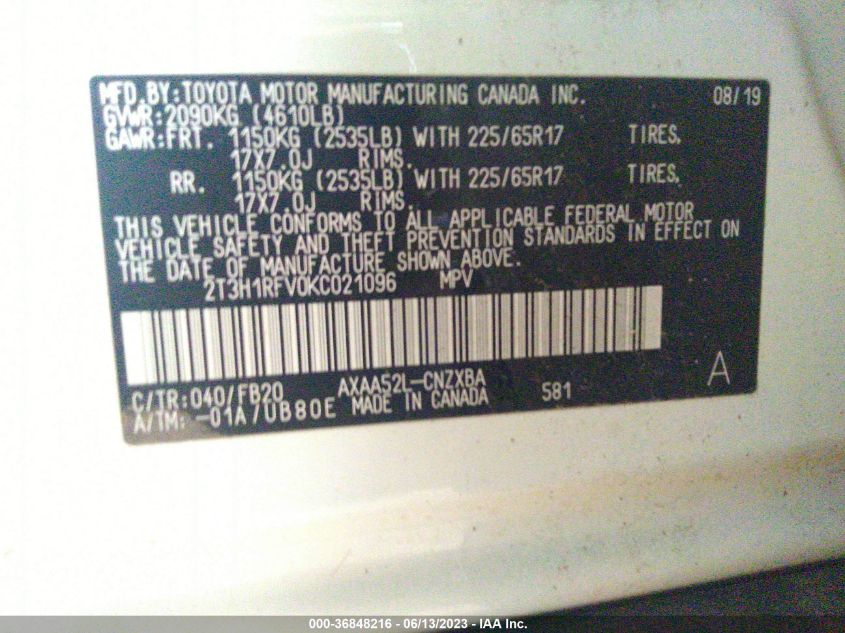 MFD.BY:TOYOTA MOTOR MANUFACTURING CANADA INC. 08/19
GVWR:2090KG (4610LB)
GAWR:FRT. 1150KG (2535LB) WITH 225/65R17 TIRES,
17X7.0J RIMS.
RR. 1150KG (2535LB) WITH 225/65R17 TIRES,
17X7.0J RIMS.
THIS VEHICLE CONFORMS TO ALL APPLICABLE FEDERAL MOTOR
VEHICLE SAFETY AND THEFT PREVENTION STANDARDS IN EFFECT ON
THE DATE OF MANUFACTURE SHOWN ABOVE.
2T3H1RFV0KC021096 MPV
C/TR:040/FB20 AXAA52L-CNZXBA 581 A
A/TM: -01A/UB80E MADE IN CANADA
000-36848216 - 06/13/2023 - IAA Inc.